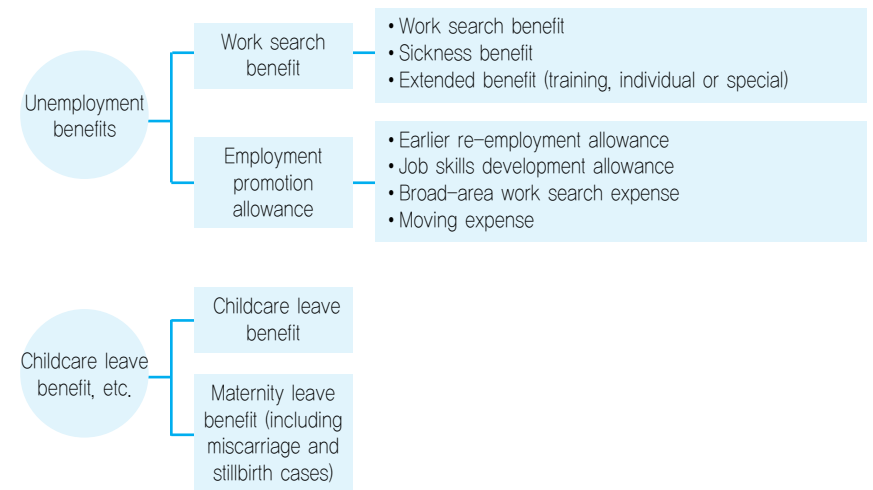 Unemployment
benefits
Work search
benefit
• Work search benefit
• Sickness benefit
• Extended benefit (training, individual or special)
Employment
promotion
allowance
• Earlier re-employment allowance
• Job skills development allowance
• Broad-area work search expense
• Moving expense
Childcare leave
benefit, etc.
Childcare leave
benefit
Maternity leave
benefit (including
miscarriage and
stillbirth cases)